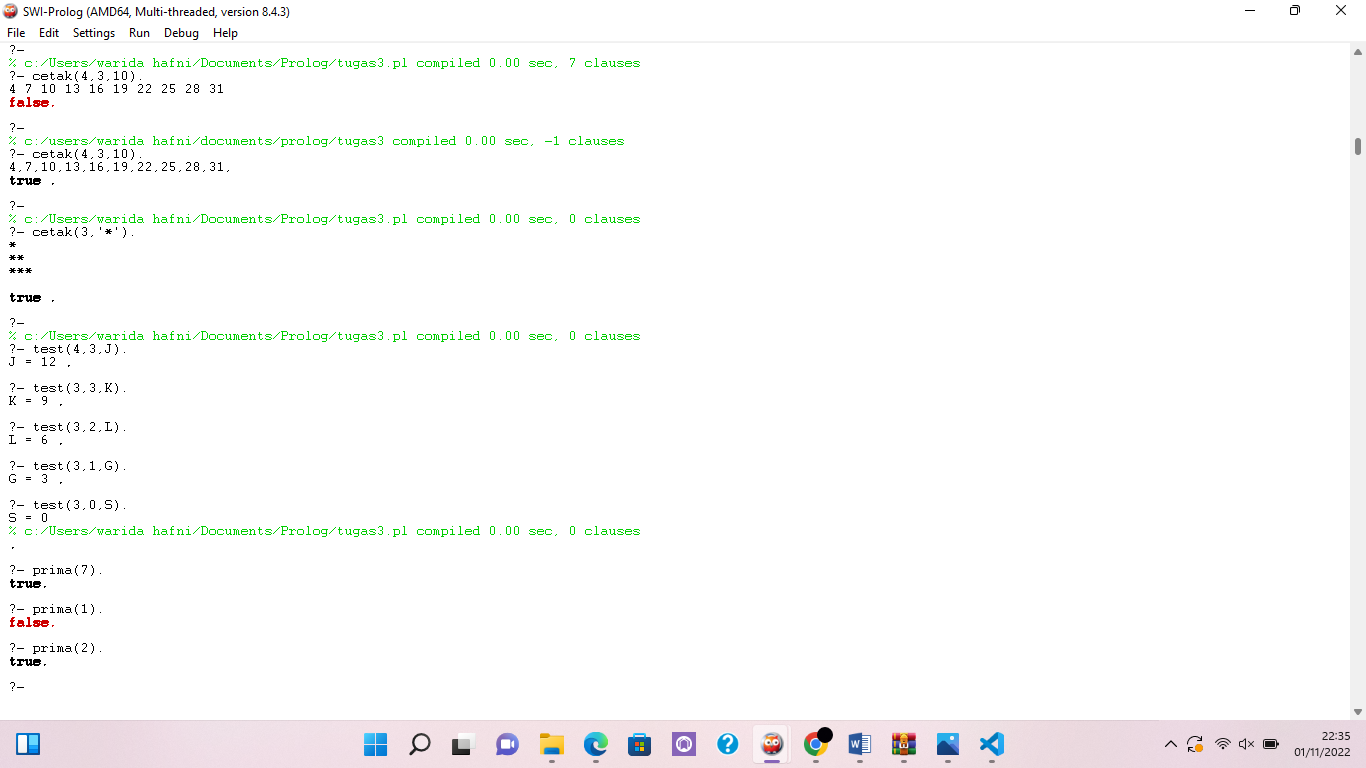 SWI-Prolog (AMD64, Multi-threaded, version 8.4.3)
File Edit Settings Run Debug Help
?-
% c:/Users/warida hafni/Documents/Prolog/tugas3.pl compiled 0.00 sec, 7 clauses
?- cetak(4,3,10).
4 7 10 13 16 19 22 25 28 31
false.
?-
% c:/users/warida hafni/documents/prolog/tugas3 compiled 0.00 sec, -1 clauses
?- cetak(4,3,10).
4,7,10,13,16,19,22,25,28,31,
true .
?-
% c:/Users/warida hafni/Documents/Prolog/tugas3.pl compiled 0.00 sec, 0 clauses
?- cetak(3,'*').
*
**
***
true .
?-
% c:/Users/warida hafni/Documents/Prolog/tugas3.pl compiled 0.00 sec, 0 clauses
?- test(4,3,J).
J = 12 .
?- test(3,3,K).
K = 9 .
?- test(3,2,L).
L = 6 .
?- test(3,1,G).
G = 3 .
?- test(3,0,S).
S = 0
% c:/Users/warida hafni/Documents/Prolog/tugas3.pl compiled 0.00 sec, 0 clauses
.
?- prima(7).
true.
?- prima(1).
false.
?- prima(2).
true.
?-
22:35
01/11/2022